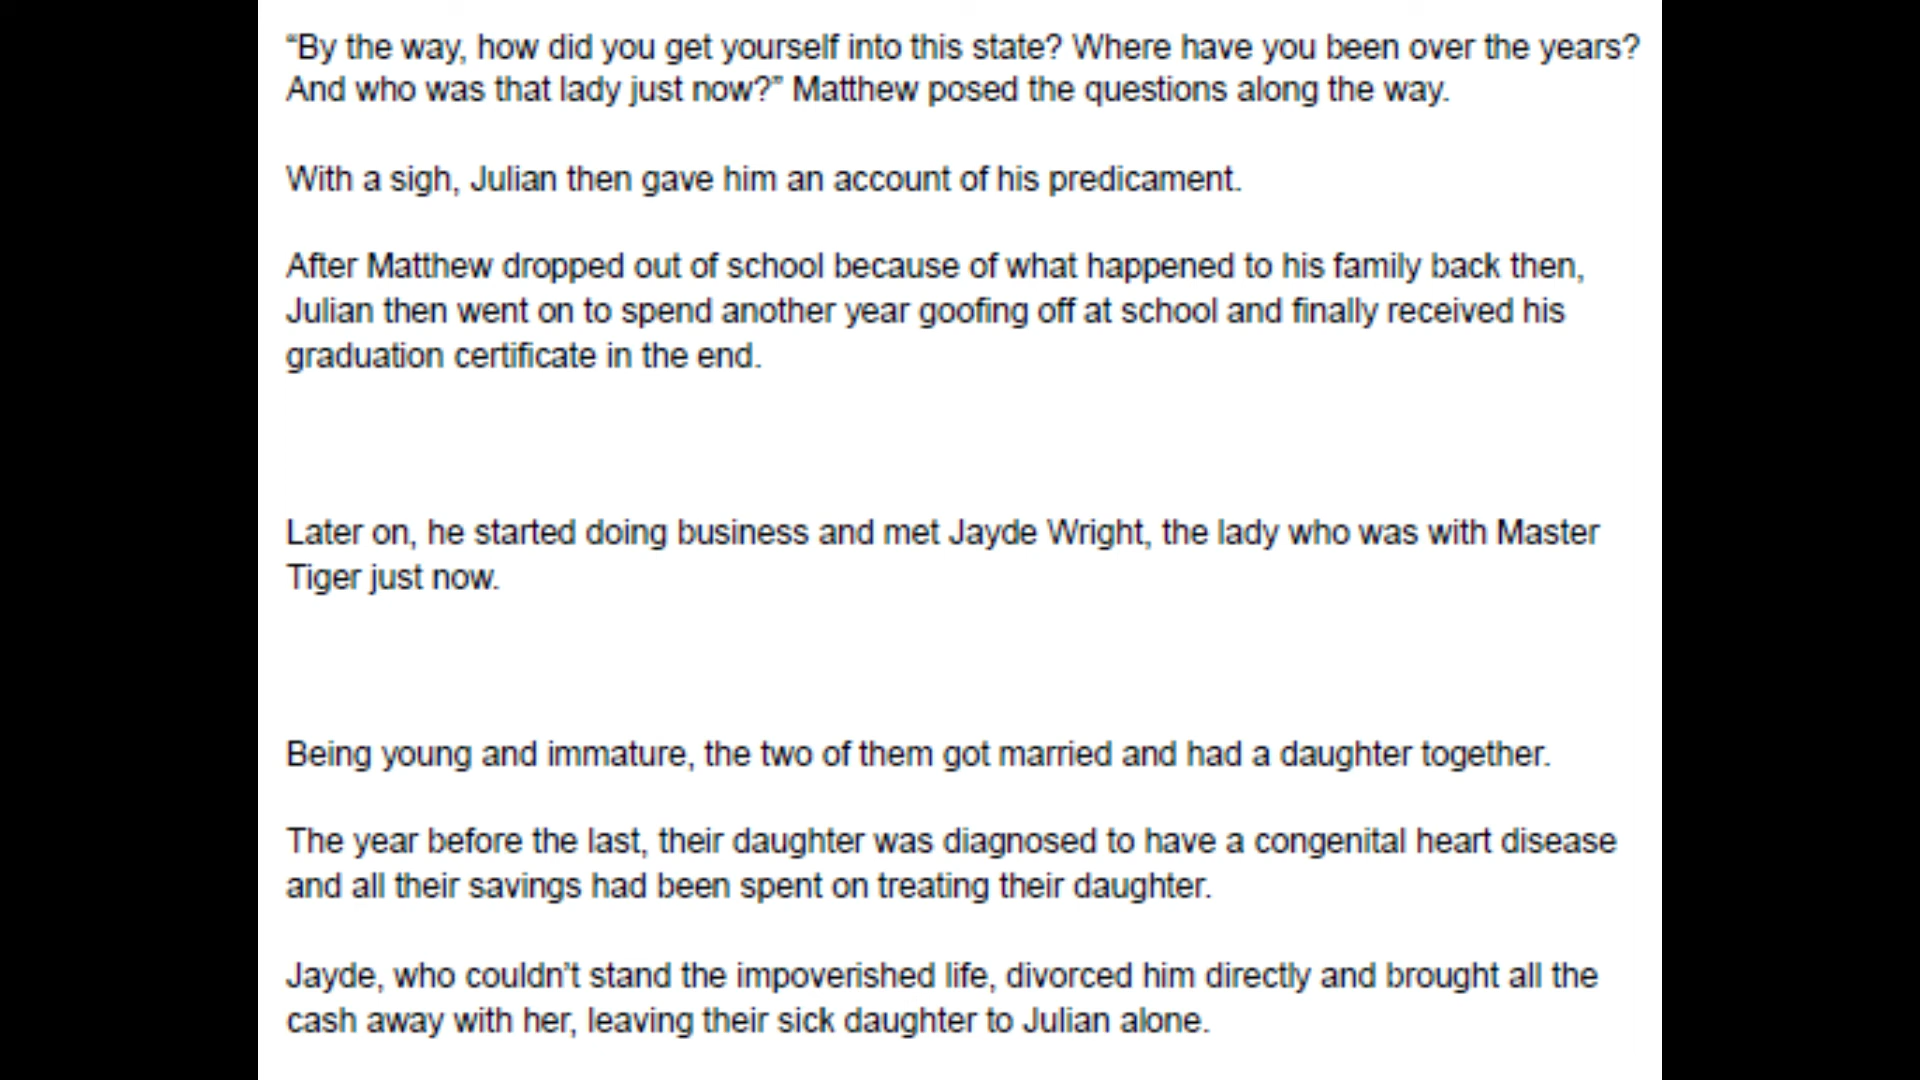 “By the way, how did you get yourself into this state? Where have you been over the years?
And who was that lady just now?” Matthew posed the questions along the way.
With a sigh, Julian then gave him an account of his predicament.
After Matthew dropped out of school because of what happened to his family back then,
Julian then went on to spend another year goofing off at school and finally received his
graduation certificate in the end.
Later on, he started doing business and met Jayde Wright, the lady who was with Master
Tiger just now.
Being young and immature, the two of them got married and had a daughter together.
The year before the last, their daughter was diagnosed to have a congenital heart disease
and all their savings had been spent on treating their daughter.
Jayde, who couldn’t stand the impoverished life, divorced him directly and brought all the
cash away with her, leaving their sick daughter to Julian alone.